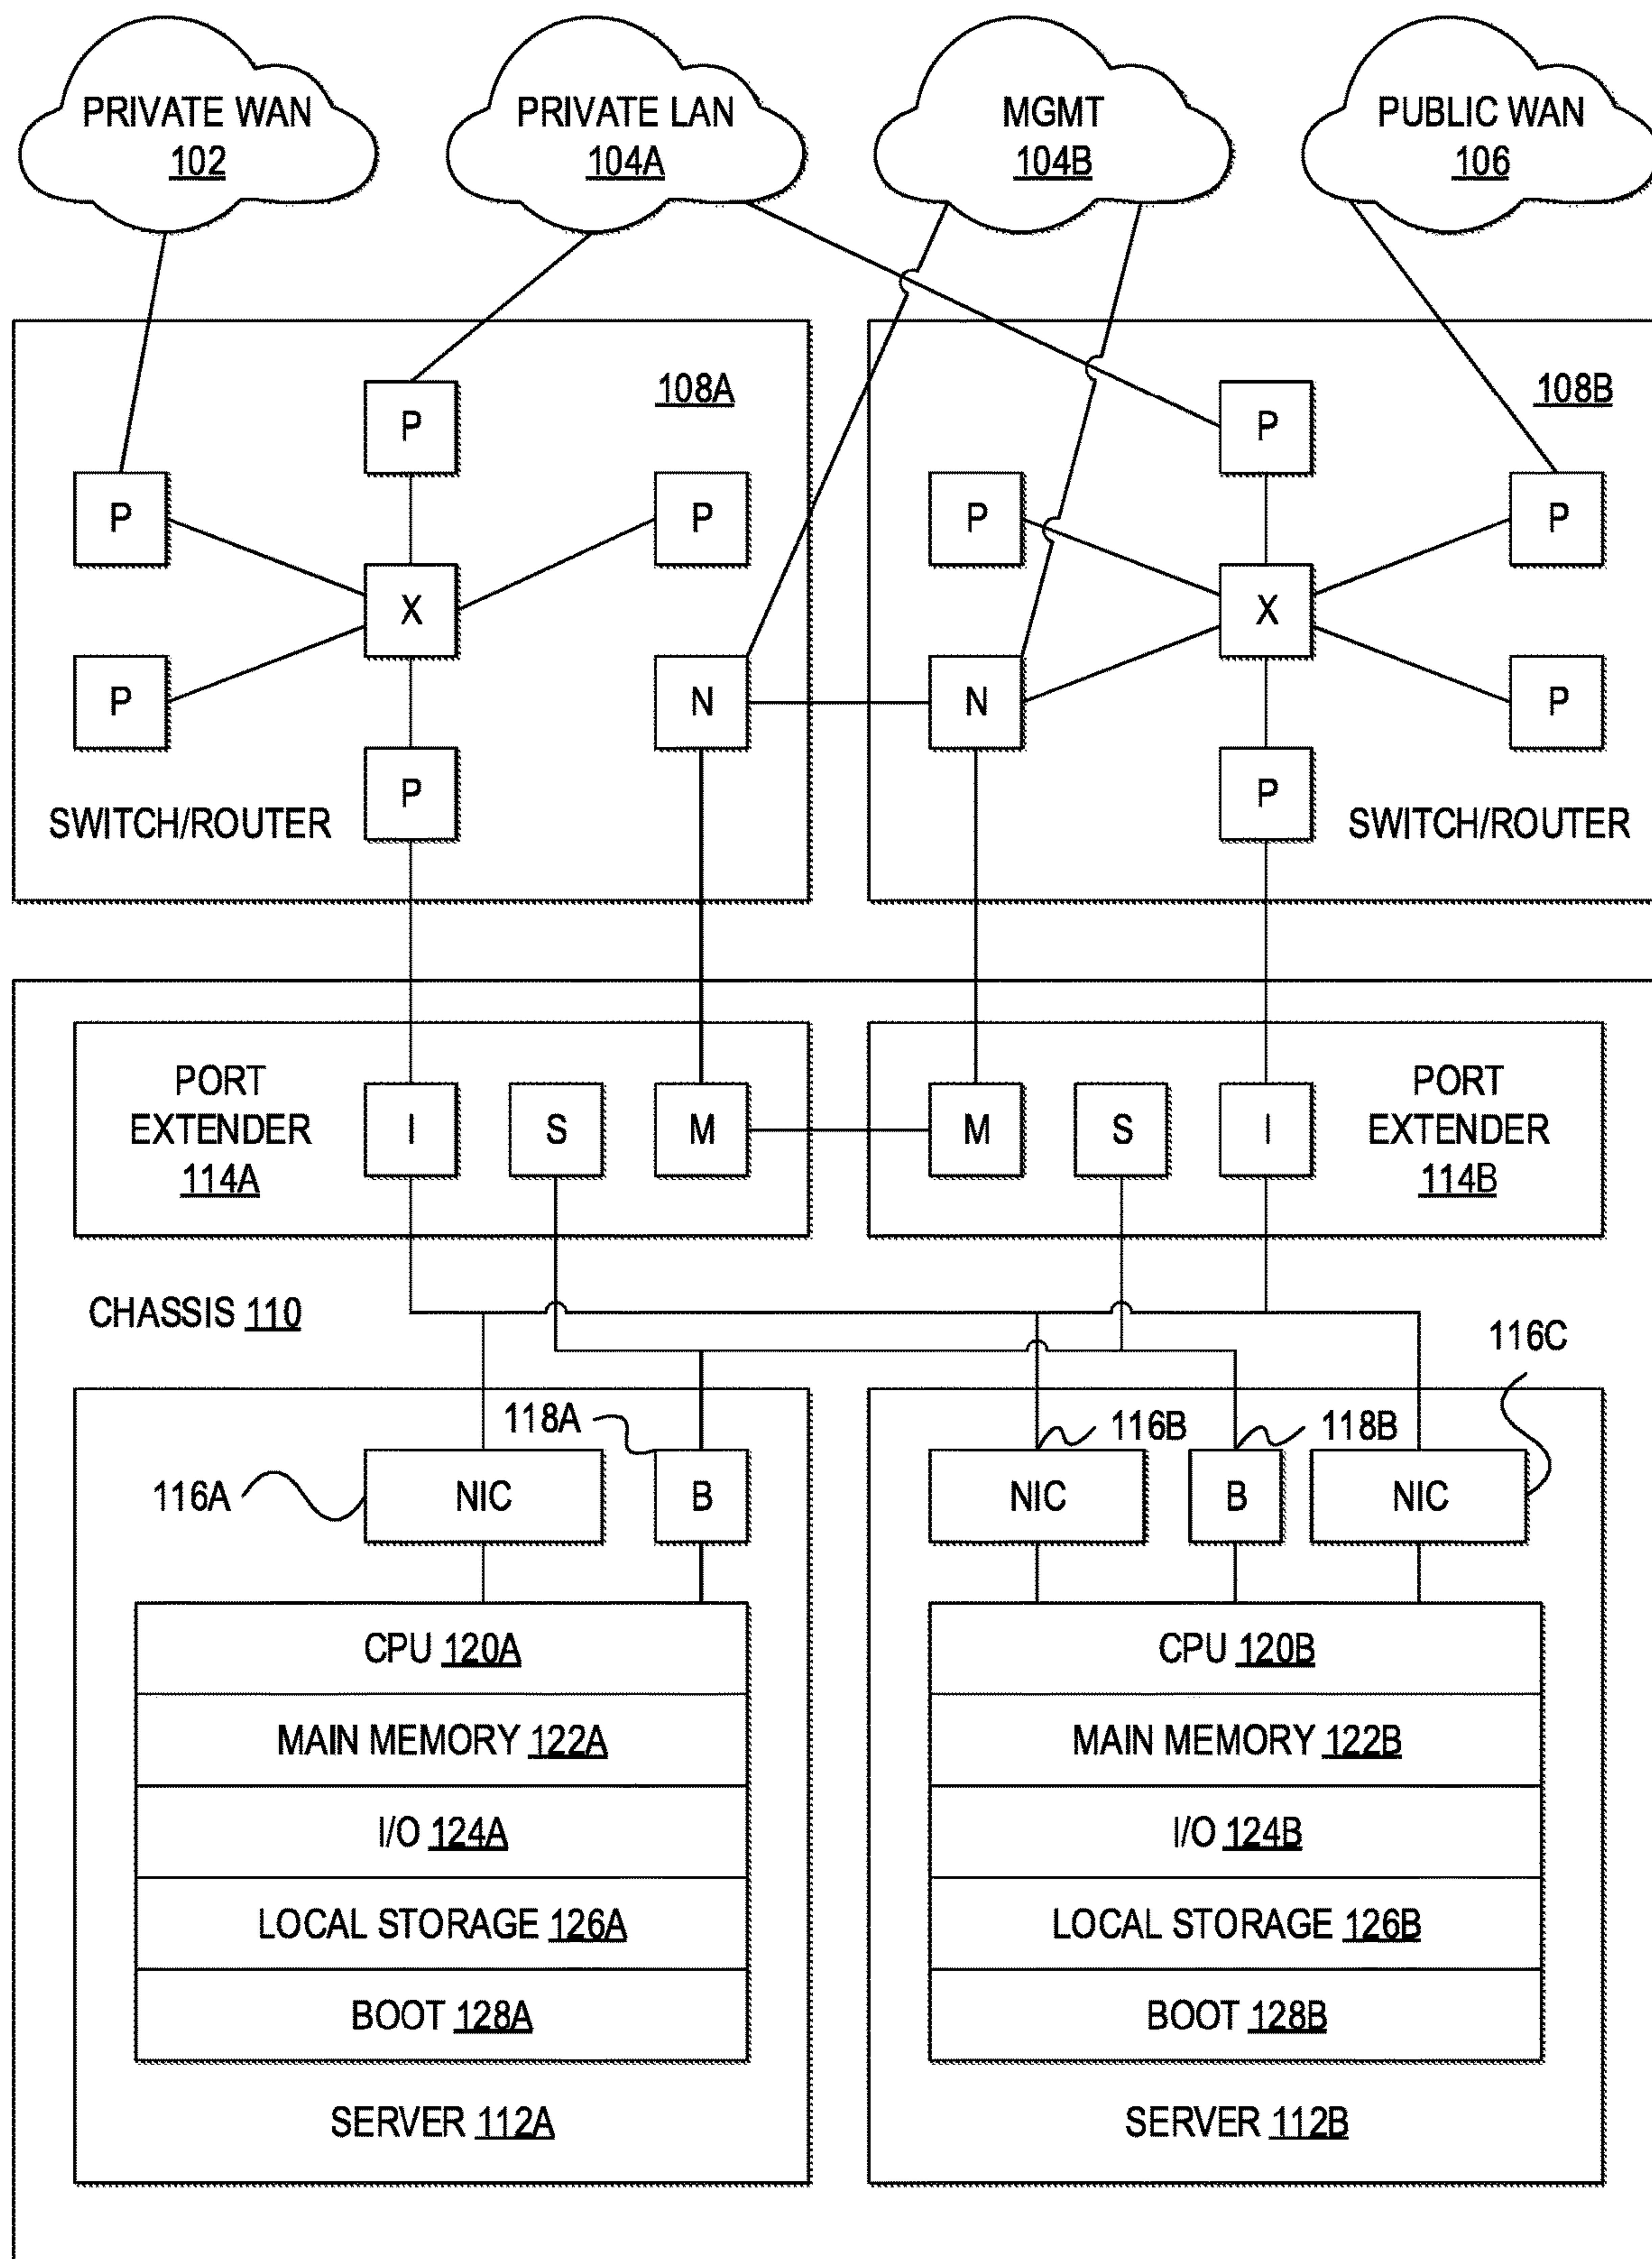 PRIVATE WAN
102
PRIVATE LAN
104A
MGMT
104B
PUBLIC WAN
106
108A
108B
P
P
P
P
P
P
X
X
P
N
N
P
P
P
SWITCH/ROUTER
SWITCH/ROUTER
PORT
EXTENDER
114A
I
S
M
M
S
I
PORT
EXTENDER
114B
CHASSIS 110
116C
118A
116B
118B
116A
NIC
B
NIC
B
NIC
CPU 120A
MAIN MEMORY 122A
I/O 124A
LOCAL STORAGE 126A
BOOT 128A
SERVER 112A
CPU 120B
MAIN MEMORY 122B
I/O 124B
LOCAL STORAGE 126B
BOOT 128B
SERVER 112B